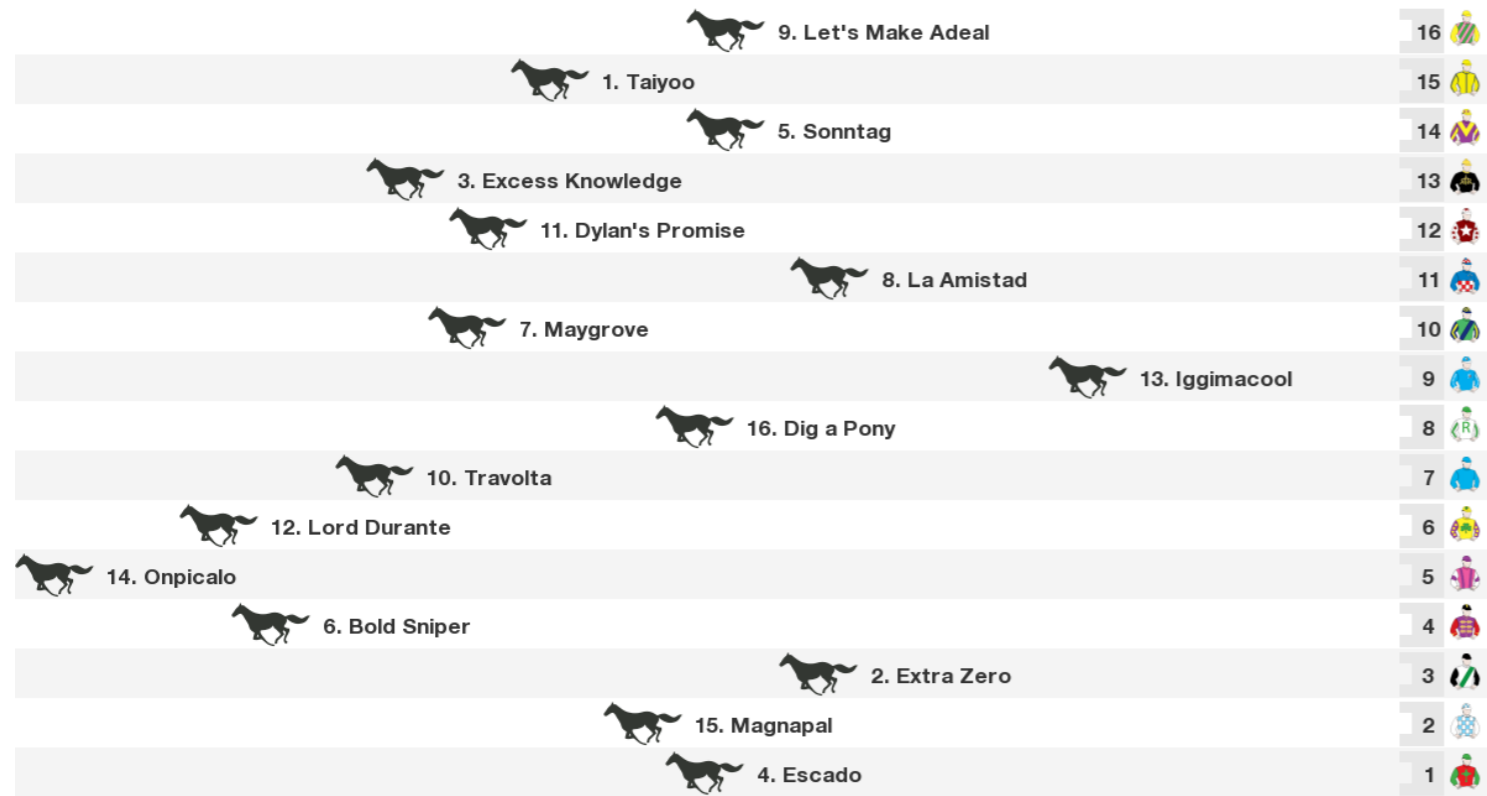 9. Let's Make Adeal 16
1. Taiyoo 15
5. Sonntag 14
3. Excess Knowledge 13
11. Dylan's Promise 12
8. La Amistad 11
7. Maygrove 10
13. Iggimacool 9
16. Dig a Pony 8 R
10. Travolta 7
12. Lord Durante 6
14. Onpicalo 5
6. Bold Sniper 4
2. Extra Zero 3
15. Magnapal 2
4. Escado 1